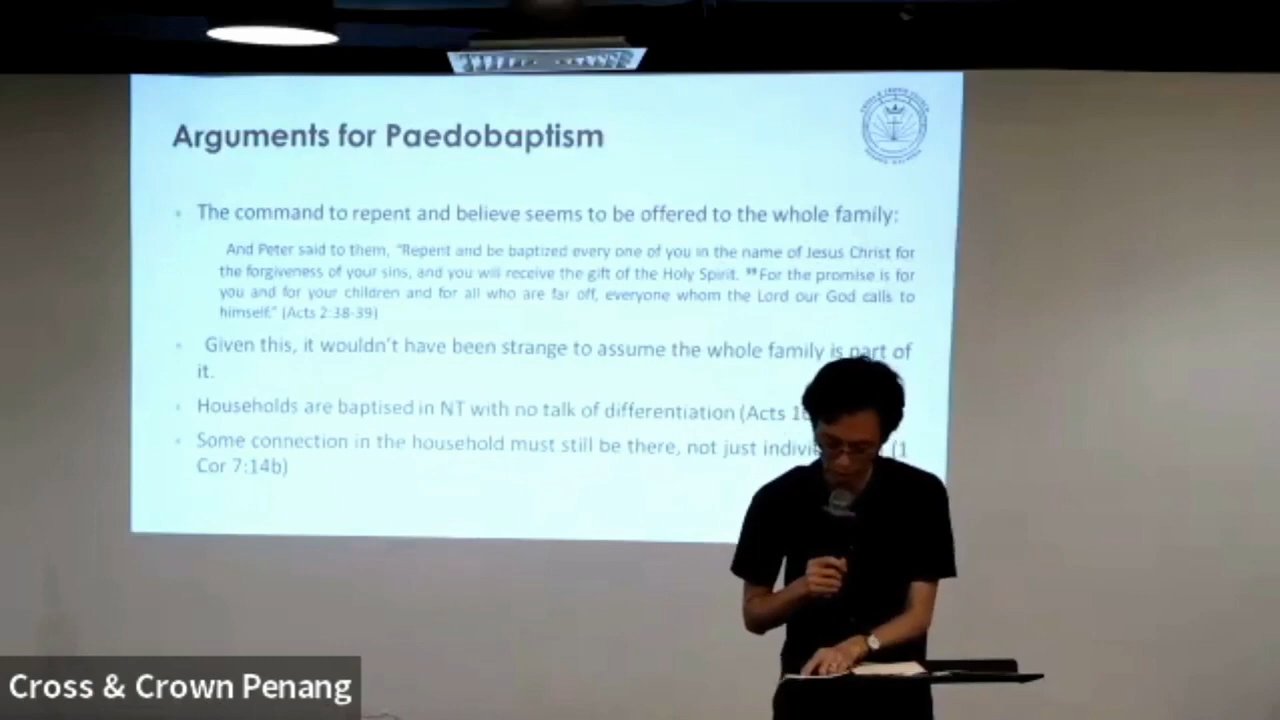 Arguments for Paedobaptism
CROSS & CROWN CHURCH
• The command to repent and believe seems to be offered to the whole family:
And Peter said to them, "Repent and be baptized every one of you in the name of Jesus Christ for
the forgiveness of your sins, and you will receive the gift of the Holy Spirit. ³⁹ For the promise is for
you and for your children and for all who are far off, everyone whom the Lord our God calls to
himself." (Acts 2:38-39)
• Given this, it wouldn't have been strange to assume the whole family is part of
it.
• Households are baptised in NT with no talk of differentiation (Acts
• Some connection in the household must still be there, not just (1
Cor 7:14b)
Cross & Crown Penang